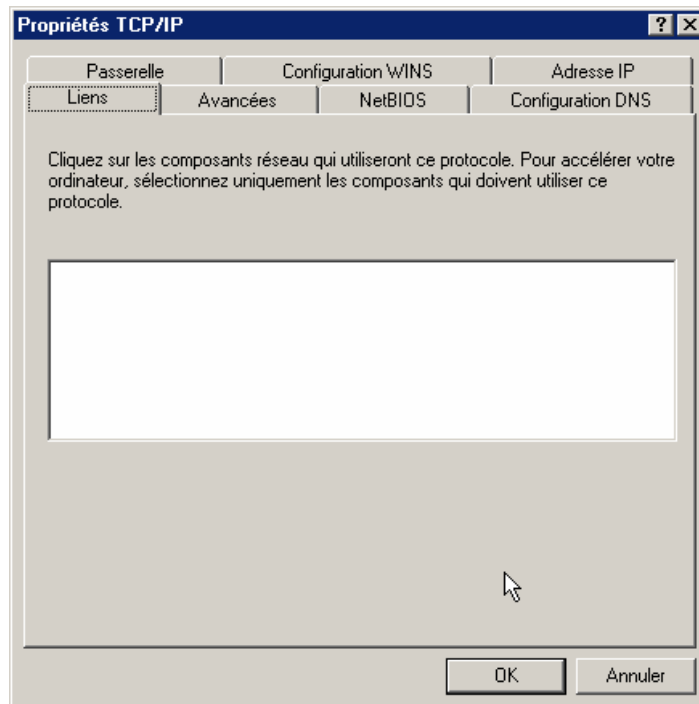 Propriétés TCP/IP
Passerelle
Configuration WINS
Adresse IP
Liens
Avancées
NetBIOS
Configuration DNS
Cliquez sur les composants réseau qui utiliseront ce protocole. Pour accélérer votre
ordinateur, sélectionnez uniquement les composants qui doivent utiliser ce
protocole.
OK
Annuler